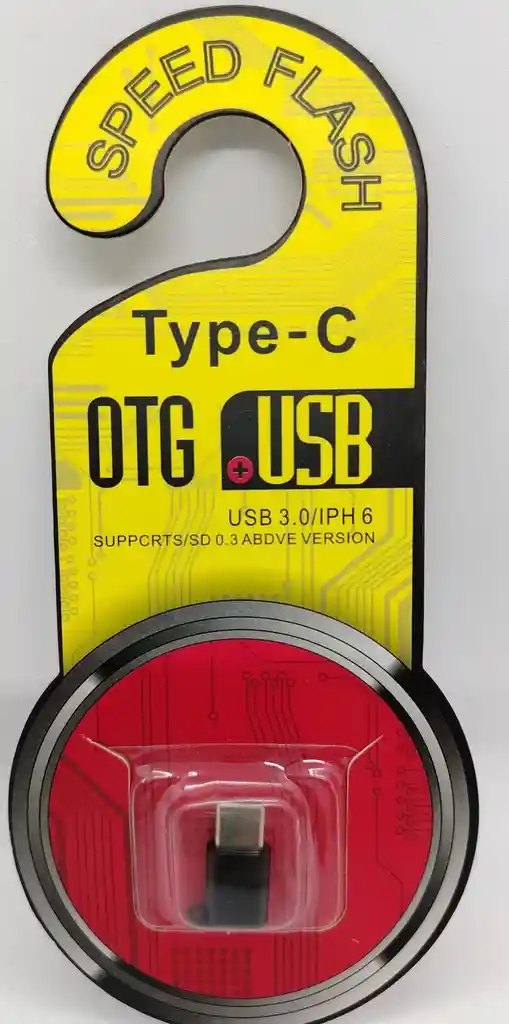 SPEED FLASH
Type-C
OTG USB
USB 3.0/IPH 6
SUPPCRTS/SD 0.3 ABDVE VERSION